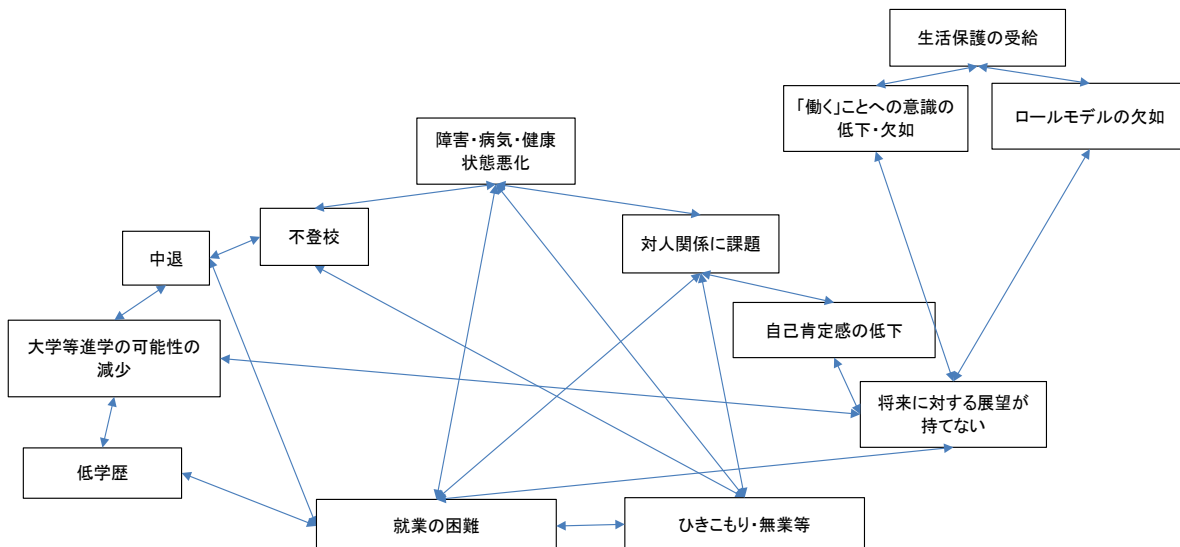 生活保護の受給
「働く」ことへの意識の
低下・欠如
ロールモデルの欠如
障害・病気・健康
状態悪化
不登校
対人関係に課題
中退
自己肯定感の低下
大学等進学の可能性の
減少
将来に対する展望が
持てない
低学歴
就業の困難
ひきこもり・無業等